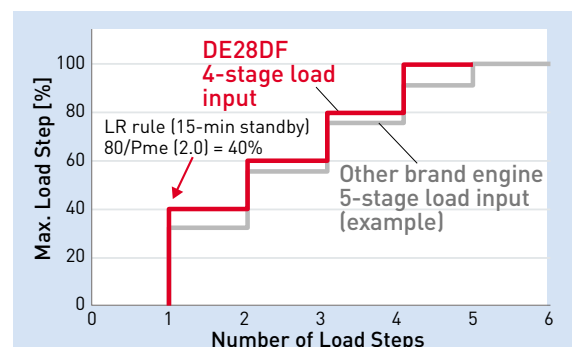 DE28DF
4-stage load
input
LR rule (15-min standby)
80/Pme (2.0) = 40%
Other brand engine
5-stage load input
(example)
Max. Load Step [%]
100
80
60
40
20
0
0 1 2 3 4 5 6
Number of Load Steps